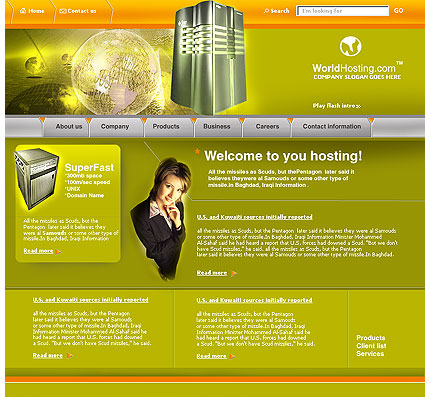 Home
Contact us
Search
I'm looking for
GO
WorldHosting.com™
COMPANY SLOGAN GOES HERE
Play flash intro >>
About us
Company
Products
Business
Careers
Contact Information
SuperFast
*300mb space
*100m/sec speed
*UNIX
*Domain Name
All the missiles as Scuds, but the
Pentagon later said it believes they
were al Samouds or some other type
of missile.In Baghdad, Iraqi Information
Read more
* Welcome to you hosting!
All the missiles as Scuds, but thePentagon later said it
believes theywere al Samouds or some other type of
missile.in Baghdad, Iraqi Information .
U.S. and Kuwaiti sources initially reported
all the missiles as Scuds, but the Pentagon later said it believes they were al Samouds
or some other type of missile.In Baghdad, Iraqi Information Minister Mohammed
Al-Sahaf said he had heard a report that U.S. forces had downed a Scud. "But we don't
have Scud missiles," he said. all the missiles as Scuds, but the Pentagon
later said it believes they were al Samouds
or some other type of missile.In Baghdad.
Read more
U.S. and Kuwaiti sources initially reported
all the missiles as Scuds, but the Pentagon
later said it believes they were al Samouds
or some other type of missile.In Baghdad, Iraqi
Information Minister Mohammed Al-Sahaf said he
had heard a report that U.S. forces had downed
a Scud. "But we don't have Scud missiles," he said.
Read more
U.S. and Kuwaiti sources initially reported
all the missiles as Scuds, but the Pentagon
later said it believes they were al Samouds
or some other type of missile.In Baghdad, Iraqi
Information Minister Mohammed Al-Sahaf said he
had heard a report that U.S. forces had downed
a Scud. "But we don't have Scud missiles," he said.
Read more
Products
Client list
Services